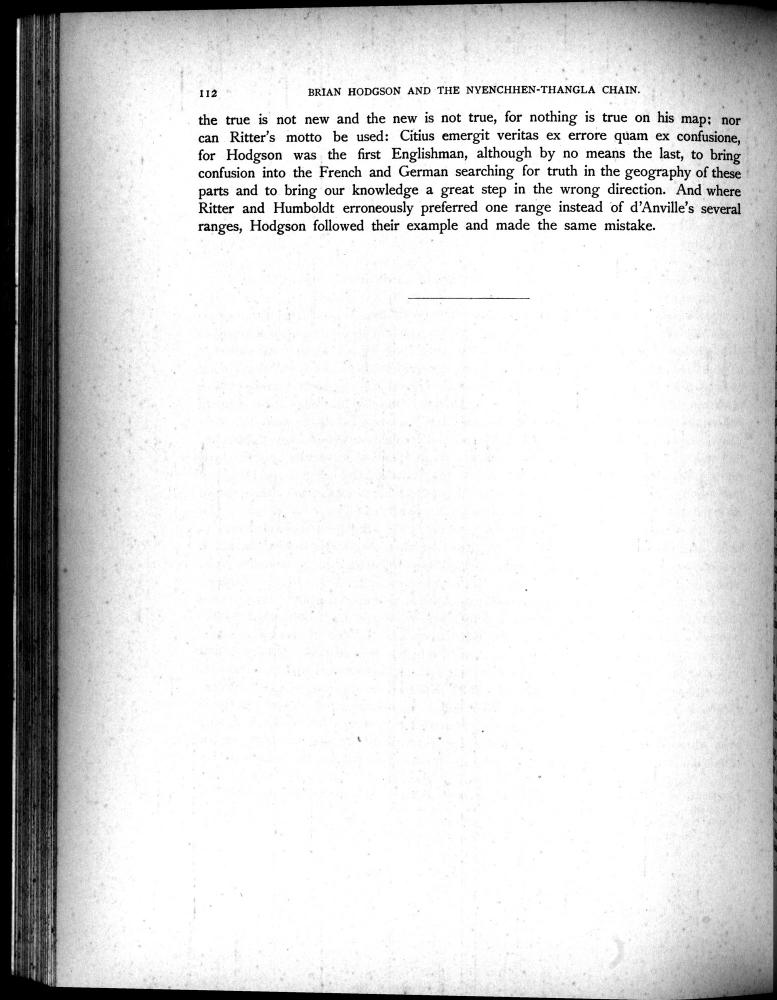 112 BRIAN HODGSON AND THE NYENCHHEN-THANGLA CHAIN.
the true is not new and the new is not true, for nothing is true on his map; nor
can Ritter's motto be used: Citius emergit veritas ex errore quam ex confusione,
for Hodgson was the first Englishman, although by no means the last, to bring
confusion into the French and German searching for truth in the geography of these
parts and to bring our knowledge a great step in the wrong direction. And where
Ritter and Humboldt erroneously preferred one range instead of d'Anville's several
ranges, Hodgson followed their example and made the same mistake.